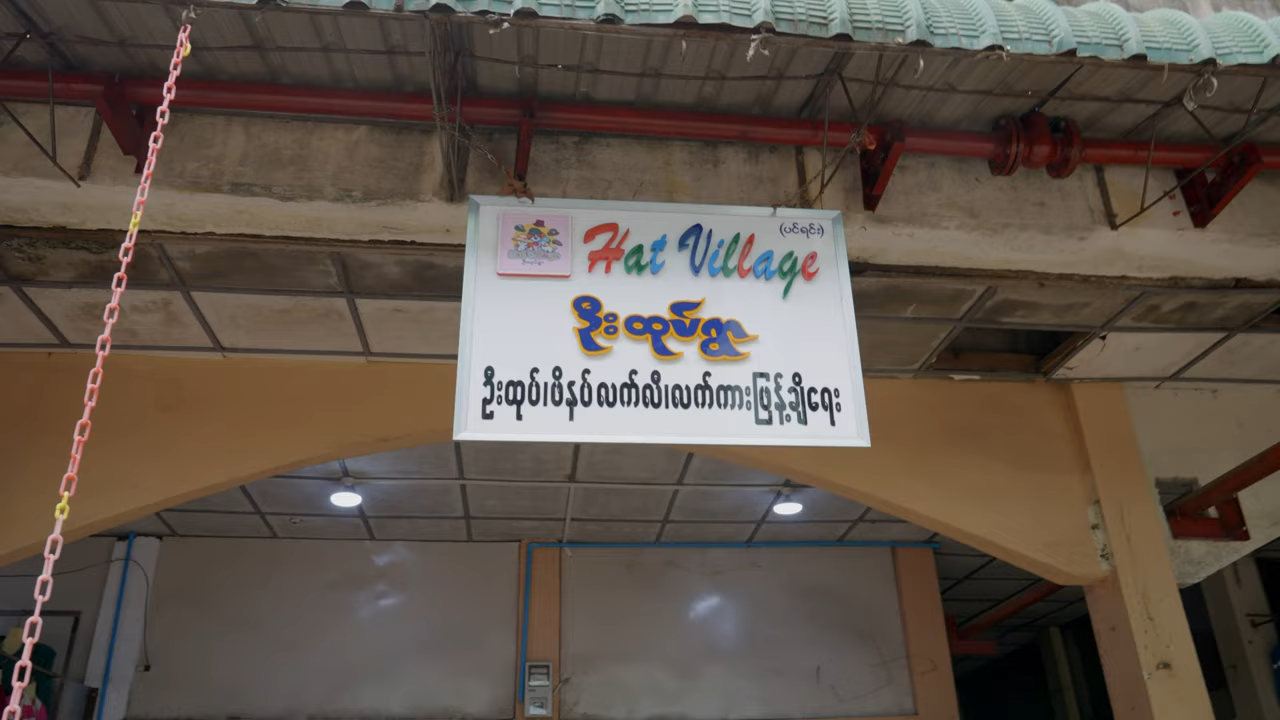 Hat Village (ပင်ရင်း)
ဦးထုပ်ရွာ
ဦးထုပ်၊ဖိနပ်လက်လီ၊လက်ကားဖြန့်ချိရေး